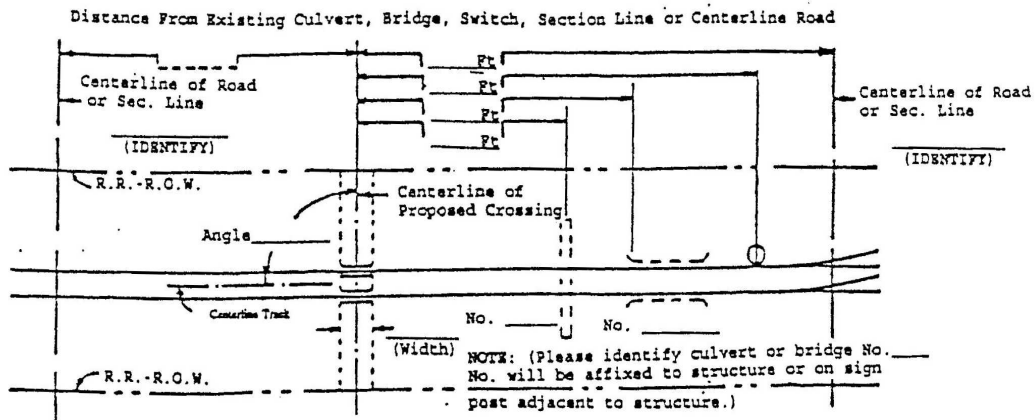 Distance From Existing Culvert, Bridge, Switch, Section Line or Centerline Road
Ft
Centerline of Road
or Sec. Line
Ft
Ft
Ft
Centerline of Road
or Sec. Line
(IDENTIFY)
(IDENTIFY)
R.R.-R.O.W.
Centerline of
Proposed Crossing
Angle
Centerline Track
No.
No.
(Width)
NOTE: (Please identify culvert or bridge No.
No. will be affixed to structure or on sign
post adjacent to structure.)
R.R.-R.O.W.